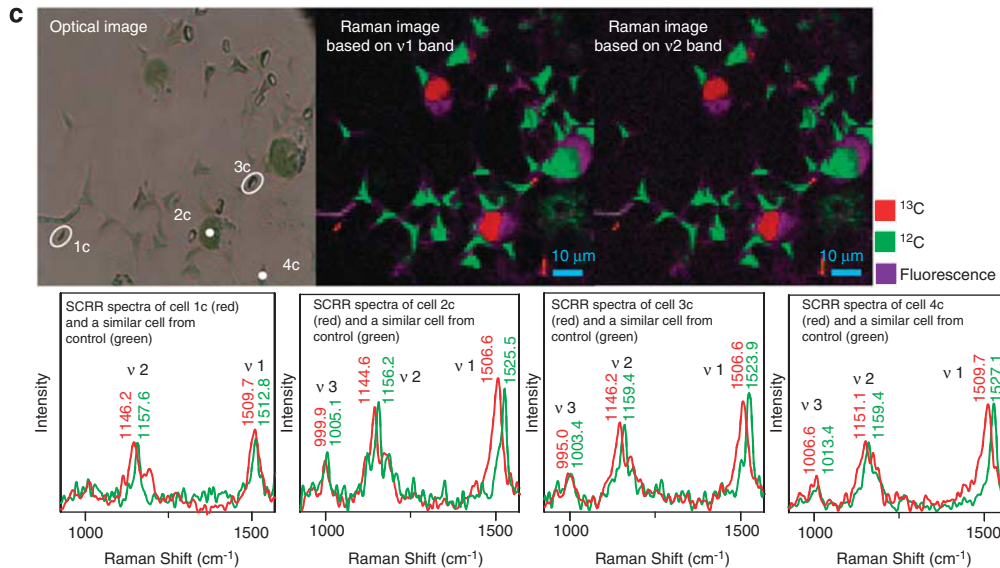 c
Optical image
Raman image
based on ν1 band
Raman image
based on ν2 band
3c
2c
1c
4c
10 μm
10 μm
¹³C
¹²C
Fluorescence
SCRR spectra of cell 1c (red)
and a similar cell from
control (green)
ν 2
ν 1
1146.2
1157.6
1509.7
1512.8
Intensity
1000
1500
Raman Shift (cm⁻¹)
SCRR spectra of cell 2c
(red) and a similar cell from
control (green)
ν 3
ν 2
ν 1
999.9
1005.1
1144.6
1156.2
1506.6
1525.5
Intensity
1000
1500
Raman Shift (cm⁻¹)
SCRR spectra of cell 3c
(red) and a similar cell from
control (green)
ν 3
ν 2
ν 1
995.0
1003.4
1146.2
1159.4
1506.6
1523.9
Intensity
1000
1500
Raman Shift (cm⁻¹)
SCRR spectra of cell 4c
(red) and a similar cell from
control (green)
ν 3
ν 2
ν 1
1006.6
1013.4
1151.1
1159.4
1509.7
1527.1
Intensity
1000
1500
Raman Shift (cm⁻¹)